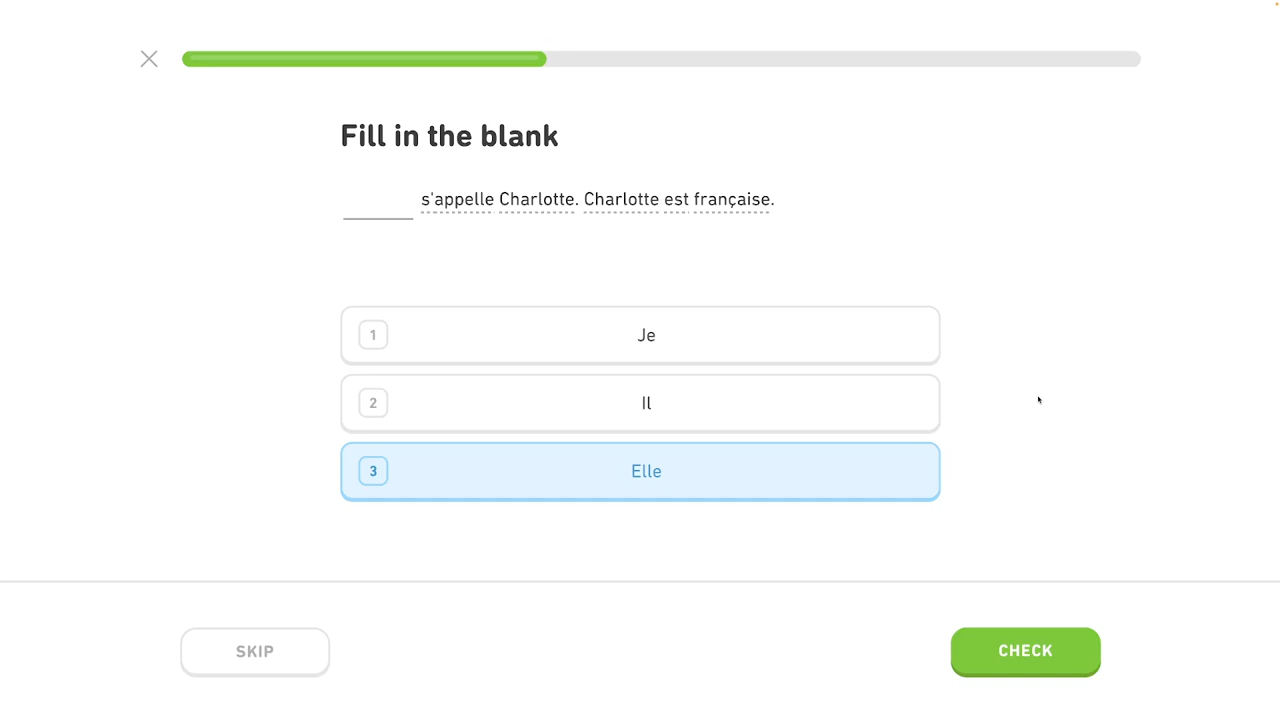 Fill in the blank
s'appelle Charlotte. Charlotte est française.
1 Je
2 Il
3 Elle
SKIP
CHECK